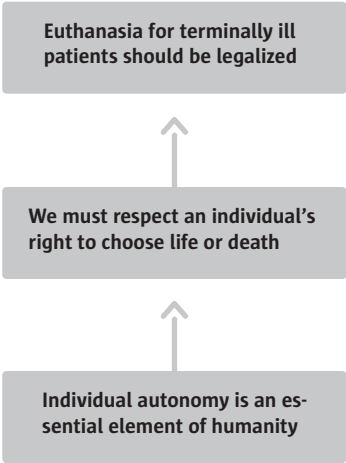 Euthanasia for terminally ill
patients should be legalized
We must respect an individual's
right to choose life or death
Individual autonomy is an es-
sential element of humanity